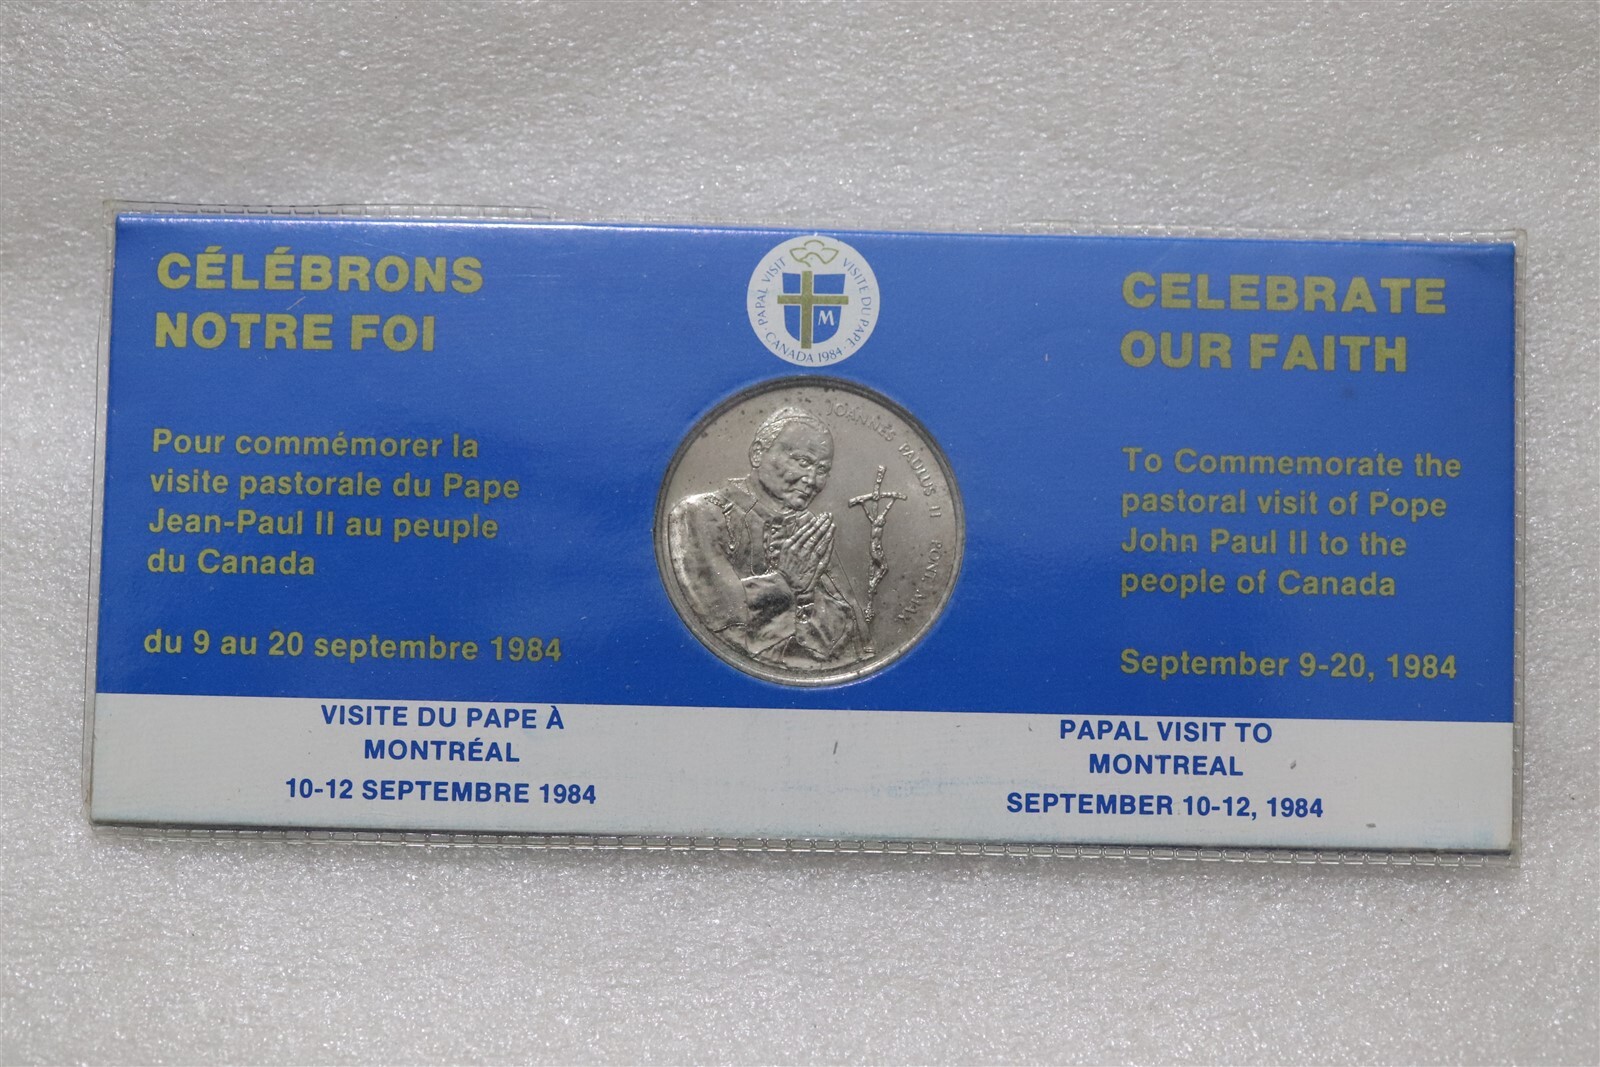 CÉLÉBRONS
NOTRE FOI
Pour commémorer la
visite pastorale du Pape
Jean-Paul II au peuple
du Canada
du 9 au 20 septembre 1984
VISITE DU PAPE À
MONTRÉAL
10-12 SEPTEMBRE 1984
PAPAL VISIT · CANADA 1984 · VISITE DU PAPE
M
JOANNES PAULUS II PONT. MAX.
CELEBRATE
OUR FAITH
To Commemorate the
pastoral visit of Pope
John Paul II to the
people of Canada
September 9-20, 1984
PAPAL VISIT TO
MONTREAL
SEPTEMBER 10-12, 1984